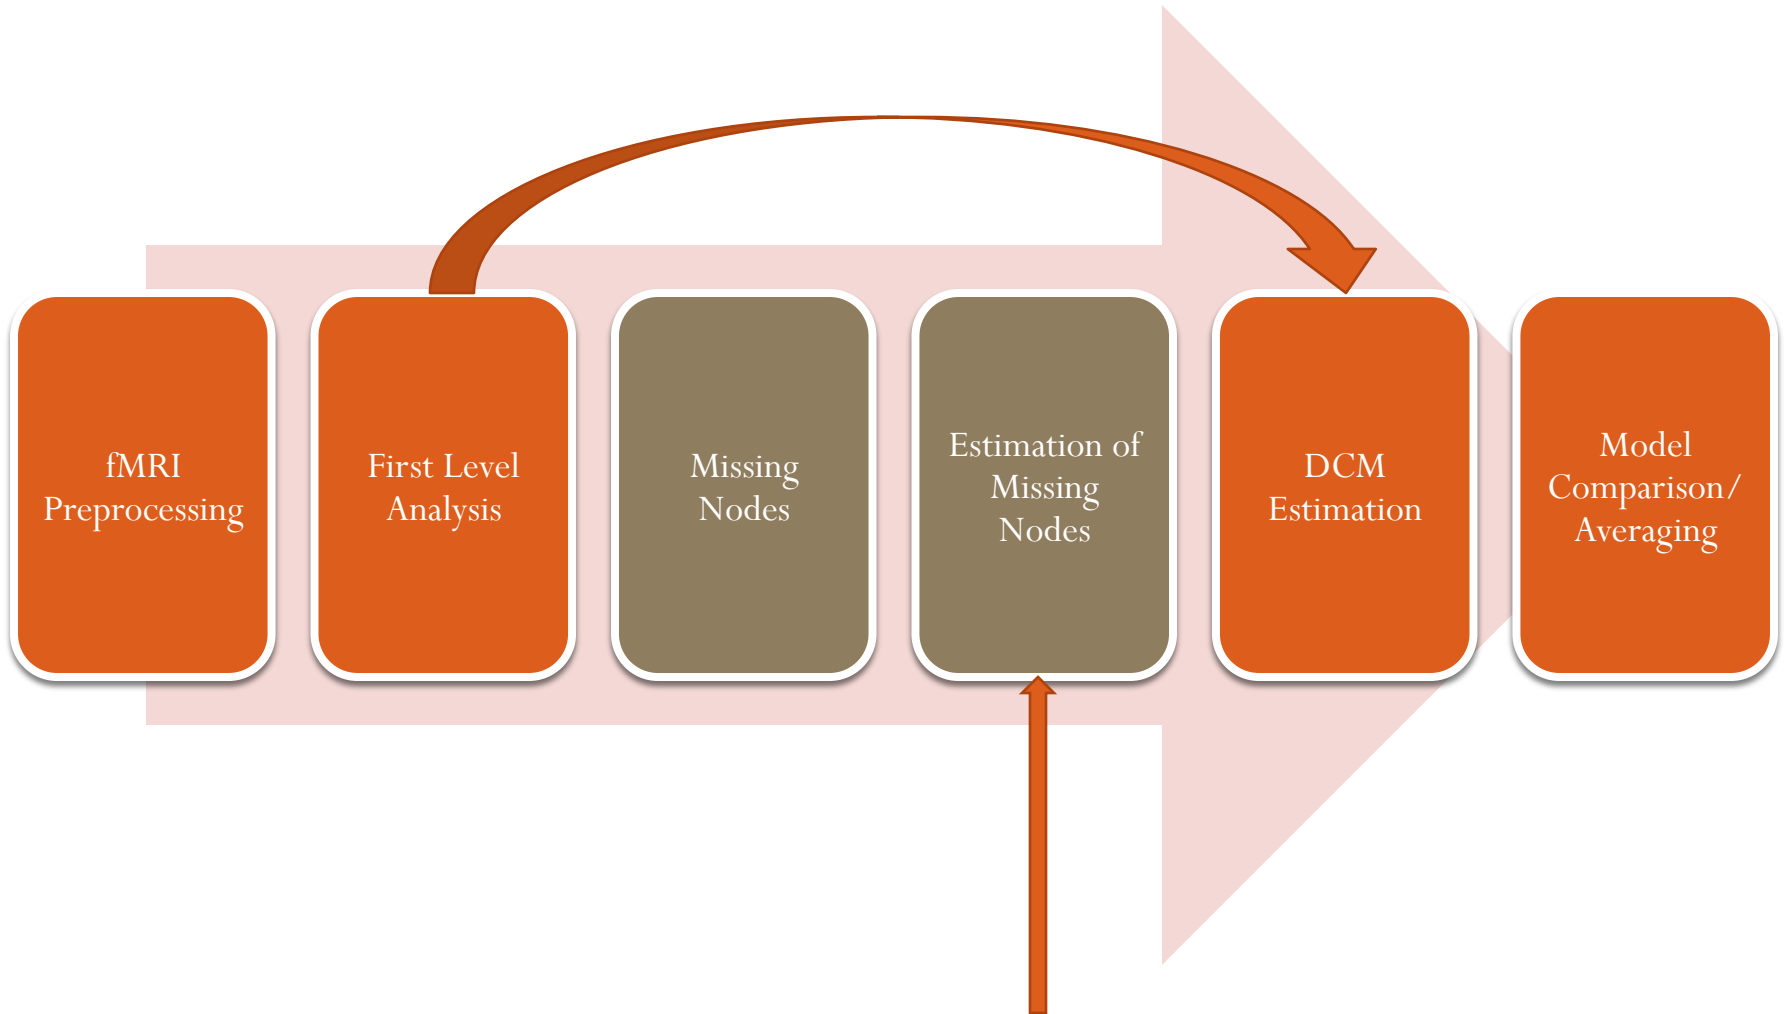 fMRI
Preprocessing
First Level
Analysis
Missing
Nodes
Estimation of
Missing
Nodes
DCM
Estimation
Model
Comparison/
Averaging